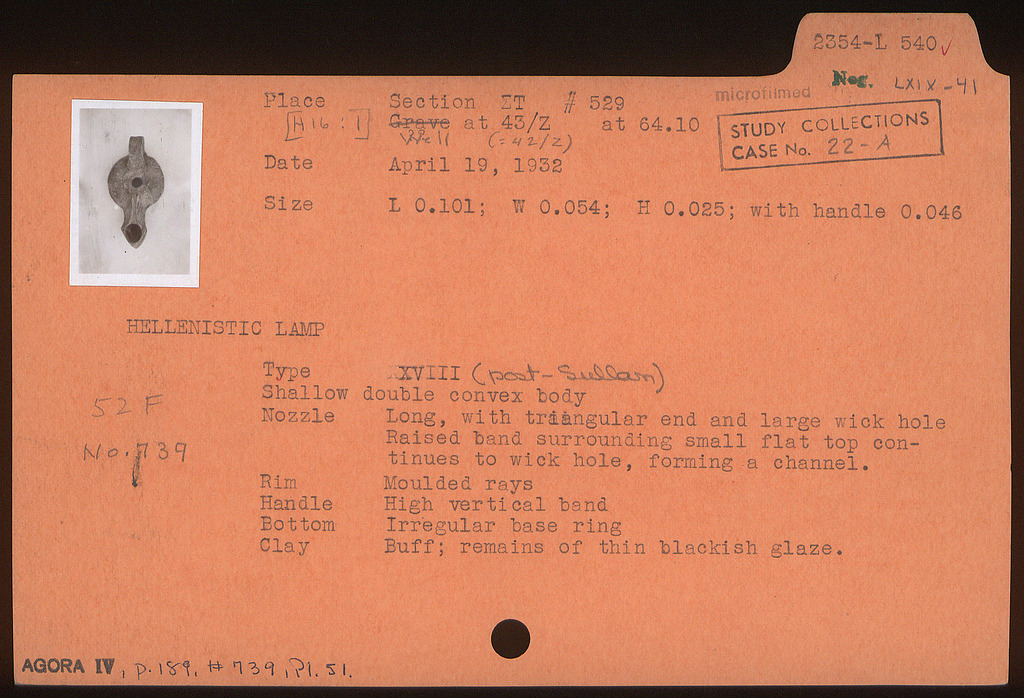 2354-L 540 ✓
Neg. LXIX-41
microfilmed
Place Section ΣT # 529
[H 16 : 1] Grave at 43/Z at 64.10
Well (=42/Z)
STUDY COLLECTIONS
CASE No. 22-A
Date April 19, 1932
Size L 0.101; W 0.054; H 0.025; with handle 0.046
HELLENISTIC LAMP
Type XVIII (post-Sullan)
Shallow double convex body
52 F
Nozzle Long, with triangular end and large wick hole
Raised band surrounding small flat top con-
No. 739
tinues to wick hole, forming a channel.
Rim Moulded rays
Handle High vertical band
Bottom Irregular base ring
Clay Buff; remains of thin blackish glaze.
AGORA IV, p. 189, # 739, Pl. 51.